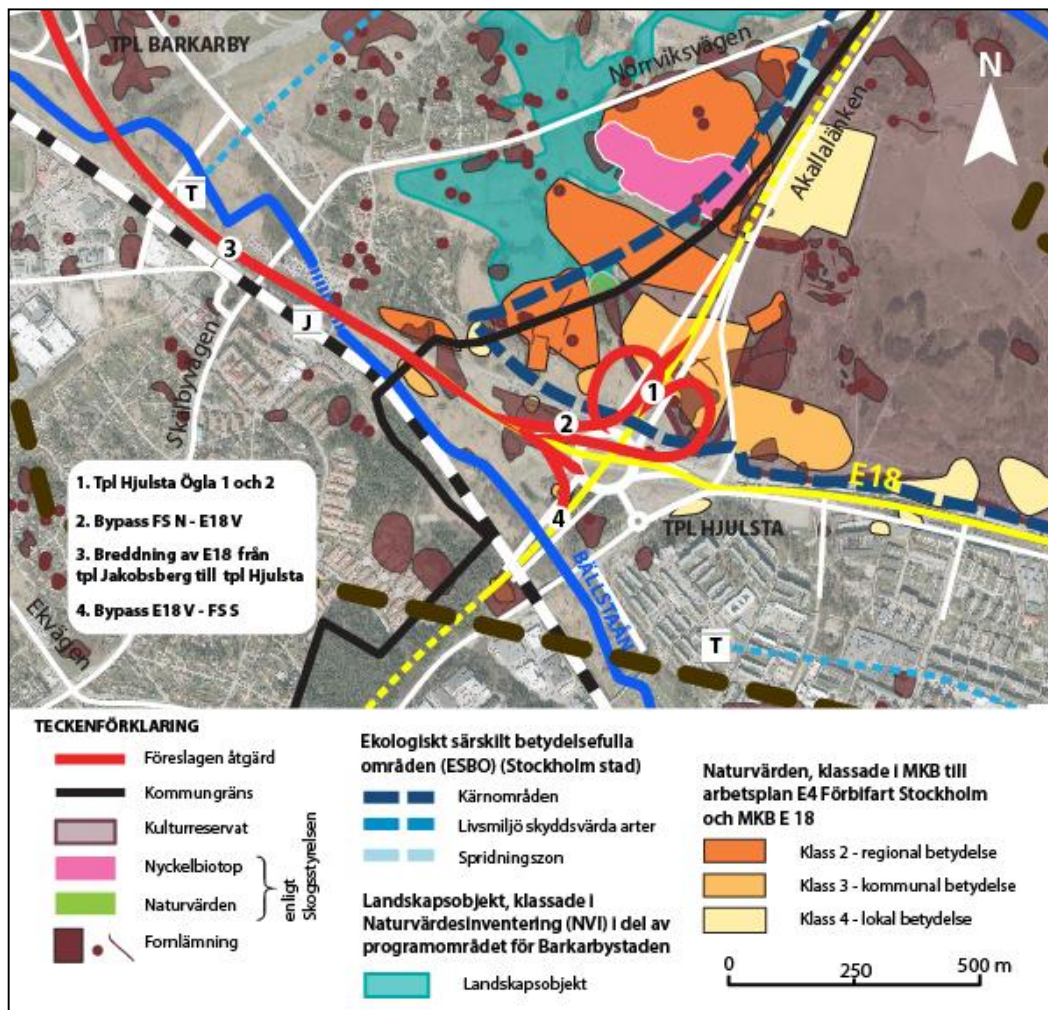 TPL BARKARBY
Norrviksvägen
N
Akallalänken
T
3
J
Skälbyvägen
1
2
E18
4
TPL HJULSTA
BÄLLSTAÅN
T
Ekvägen
1. Tpl Hjulsta Ögla 1 och 2
2. Bypass FS N - E18 V
3. Breddning av E18 från
tpl Jakobsberg till tpl Hjulsta
4. Bypass E18 V - FS S
TECKENFÖRKLARING
Föreslagen åtgärd
Kommungräns
Kulturreservat
Nyckelbiotop
Naturvärden
enligt
Skogsstyrelsen
Fornlämning
Ekologiskt särskilt betydelsefulla
områden (ESBO) (Stockholm stad)
Kärnområden
Livsmiljö skyddsvärda arter
Spridningszon
Landskapsobjekt, klassade i
Naturvärdesinventering (NVI) i del av
programområdet för Barkarbystaden
Landskapsobjekt
Naturvärden, klassade i MKB till
arbetsplan E4 Förbifart Stockholm
och MKB E 18
Klass 2 - regional betydelse
Klass 3 - kommunal betydelse
Klass 4 - lokal betydelse
0 250 500 m